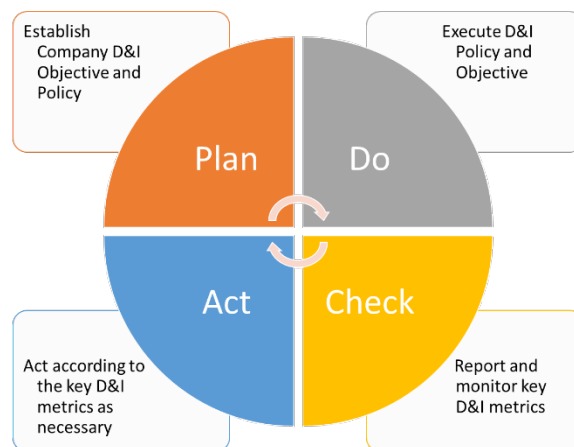 Establish
Company D&I
Objective and
Policy
Execute D&I
Policy and
Objective
Plan
Do
Act
Check
Act according to
the key D&I
metrics as
necessary
Report and
monitor key
D&I metrics